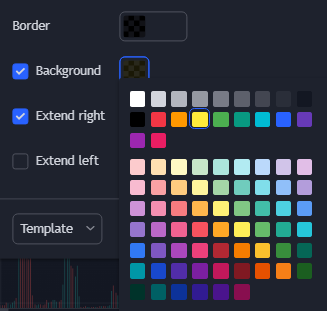 Border
Background
Extend right
Extend left
Template